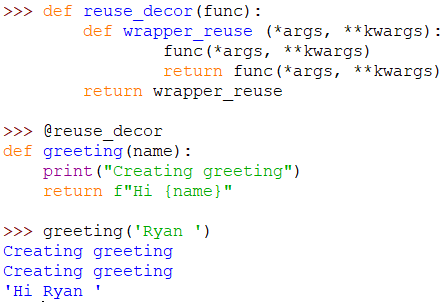 >>> def reuse_decor(func):
        def wrapper_reuse (*args, **kwargs):
                func(*args, **kwargs)
                return func(*args, **kwargs)
        return wrapper_reuse

>>> @reuse_decor
def greeting(name):
    print("Creating greeting")
    return f"Hi {name}"

>>> greeting('Ryan ')
Creating greeting
Creating greeting
'Hi Ryan '